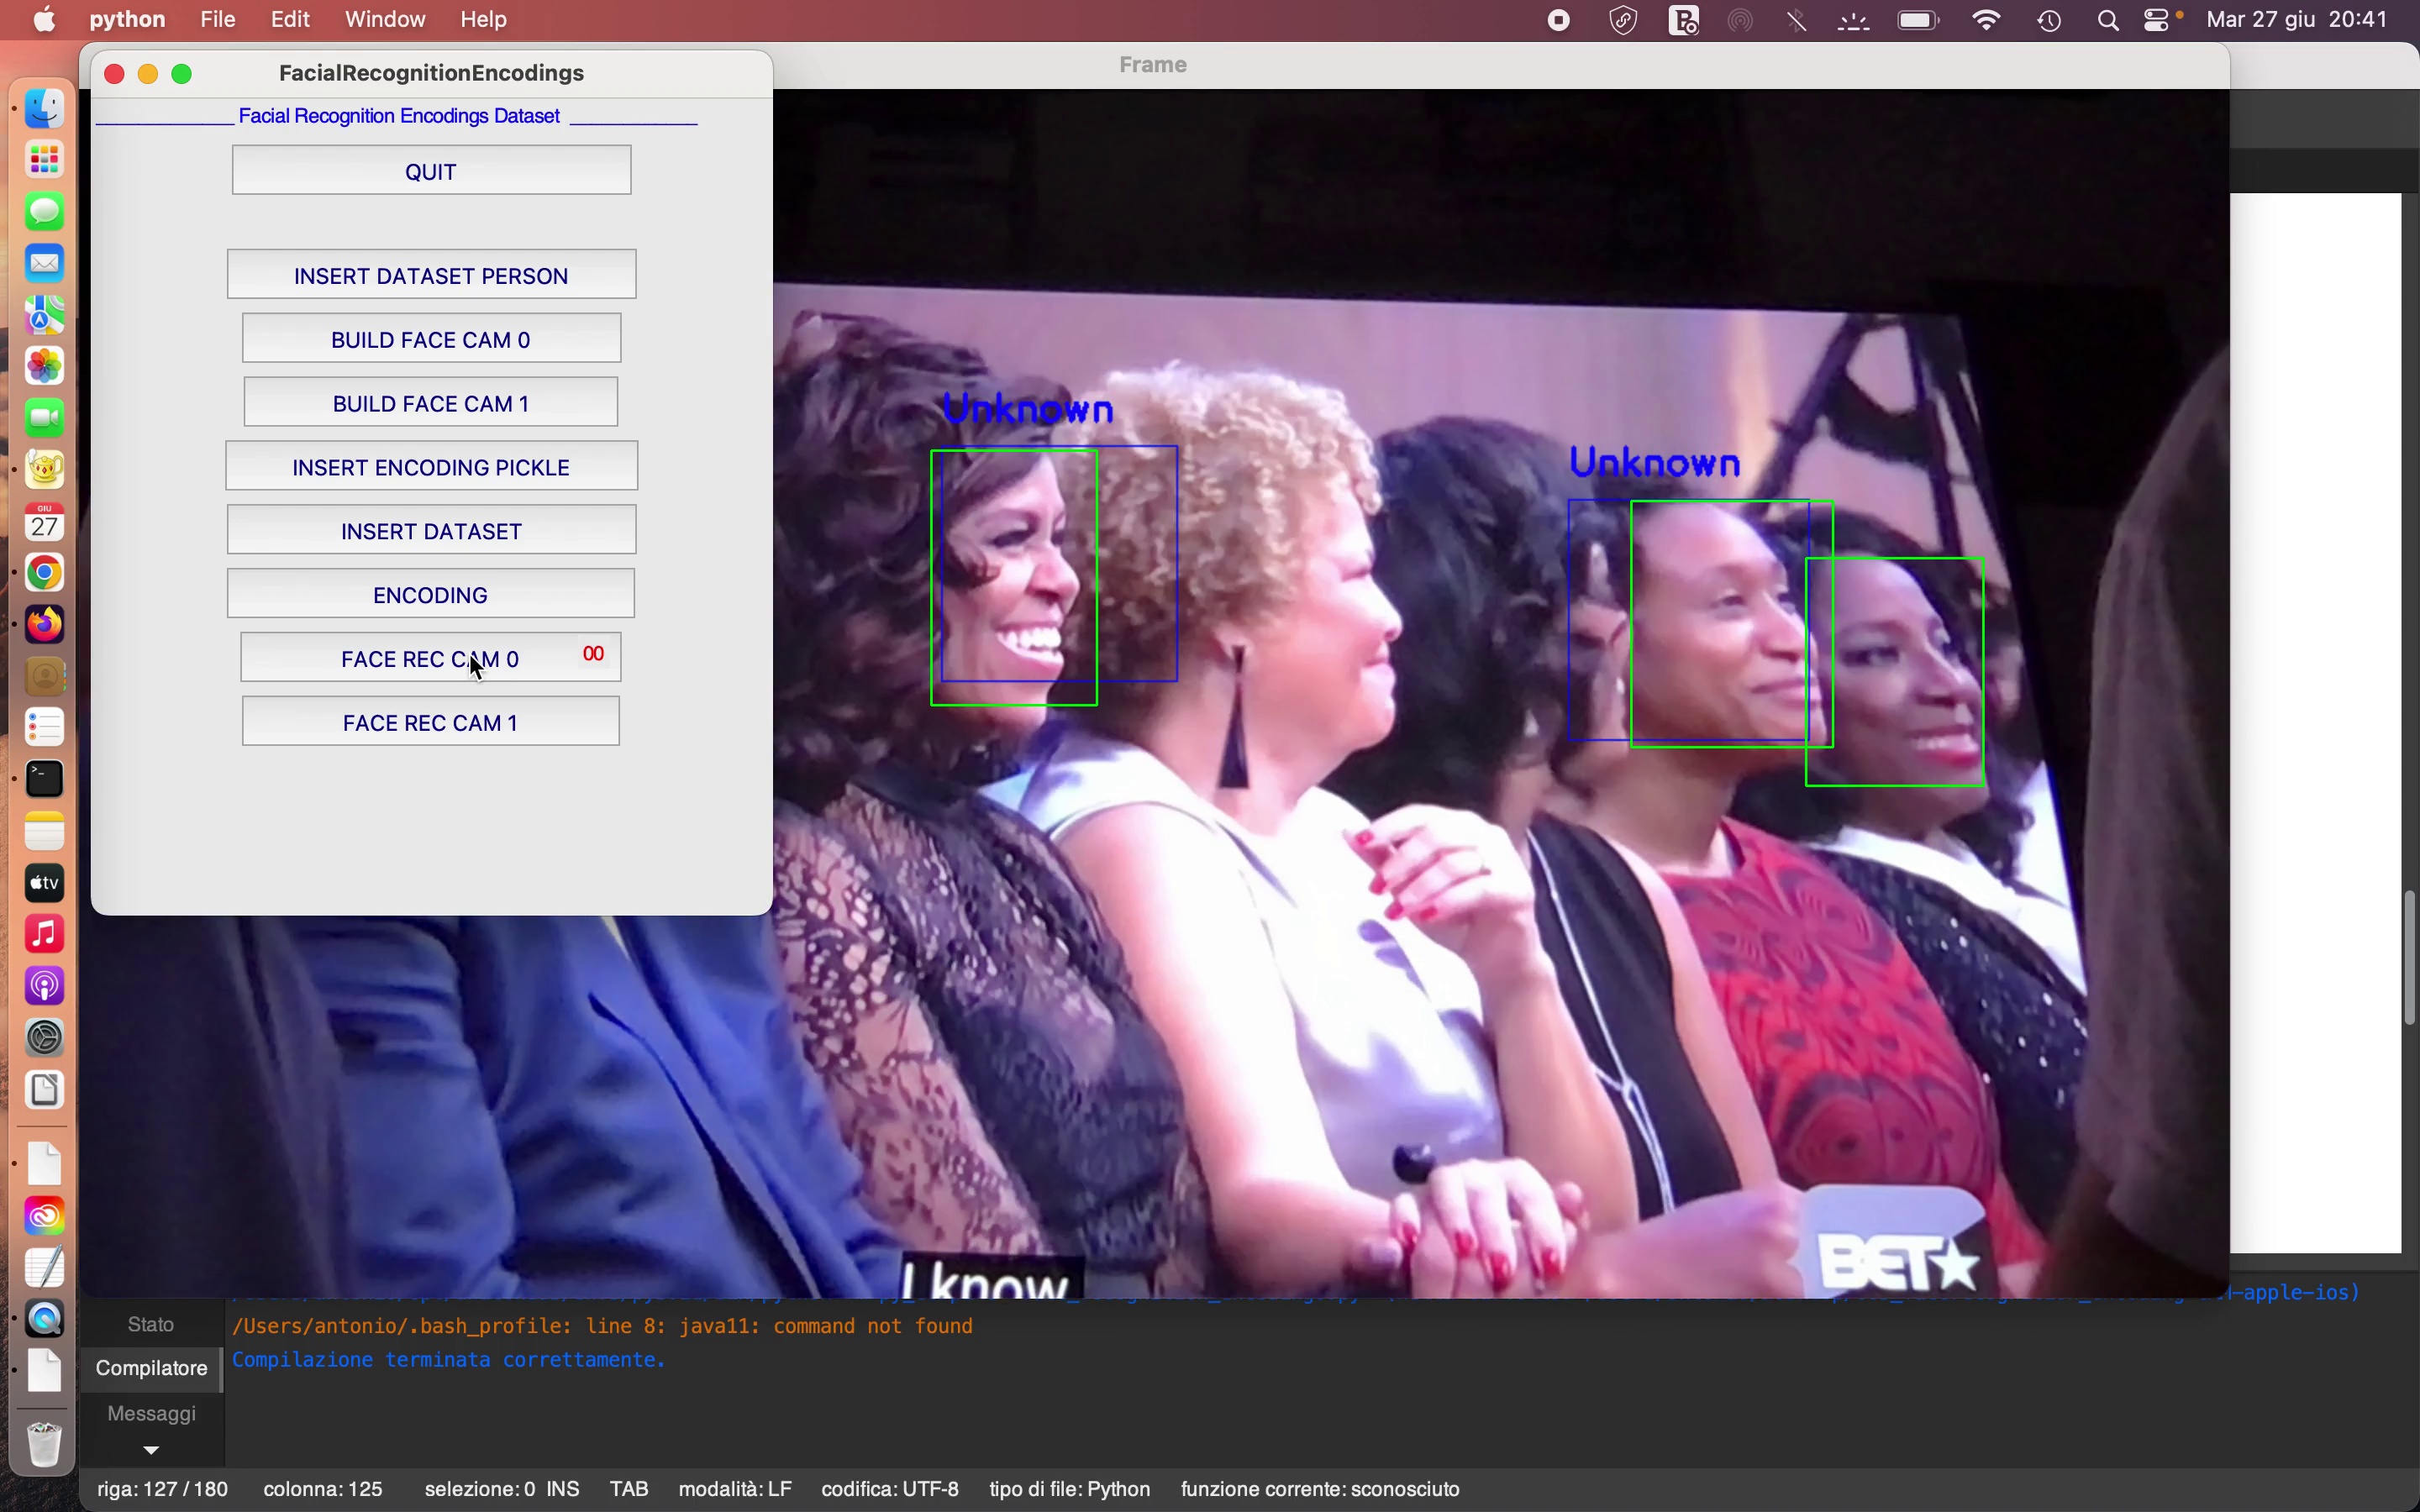 python File Edit Window Help
Mar 27 giu 20:41
FacialRecognitionEncodings
Frame
Facial Recognition Encodings Dataset
QUIT
INSERT DATASET PERSON
BUILD FACE CAM 0
BUILD FACE CAM 1
INSERT ENCODING PICKLE
INSERT DATASET
ENCODING
FACE REC CAM 0 00
FACE REC CAM 1
GIU
27
tv
Unknown
Unknown
I know
BET
-apple-ios)
Stato
/Users/antonio/.bash_profile: line 8: java11: command not found
Compilatore
Compilazione terminata correttamente.
Messaggi
riga: 127 / 180 colonna: 125 selezione: 0 INS TAB modalità: LF codifica: UTF-8 tipo di file: Python funzione corrente: sconosciuto